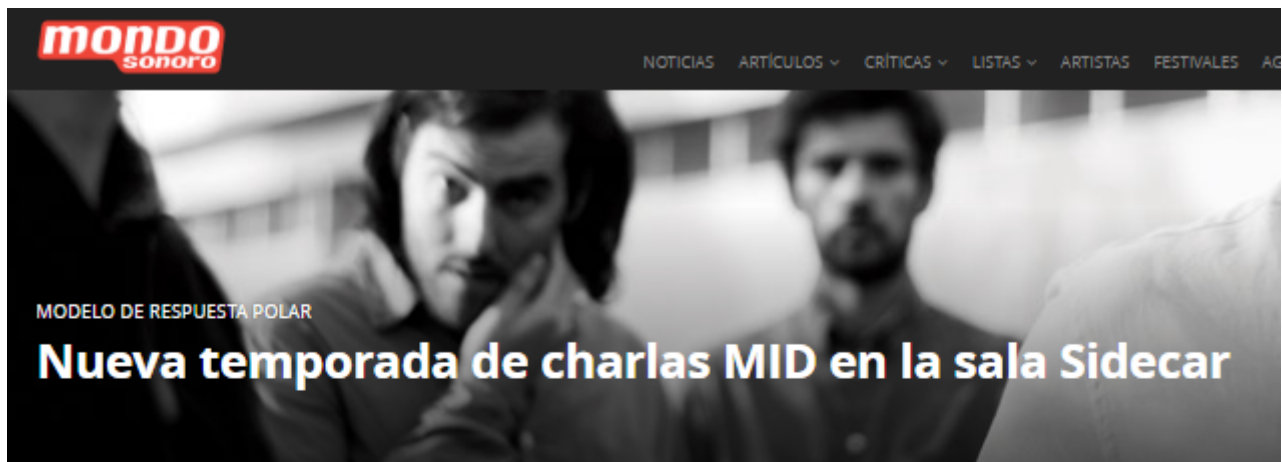 mondo
sonoro
NOTICIAS ARTÍCULOS CRÍTICAS LISTAS ARTISTAS FESTIVALES AG
MODELO DE RESPUESTA POLAR
Nueva temporada de charlas MID en la sala Sidecar